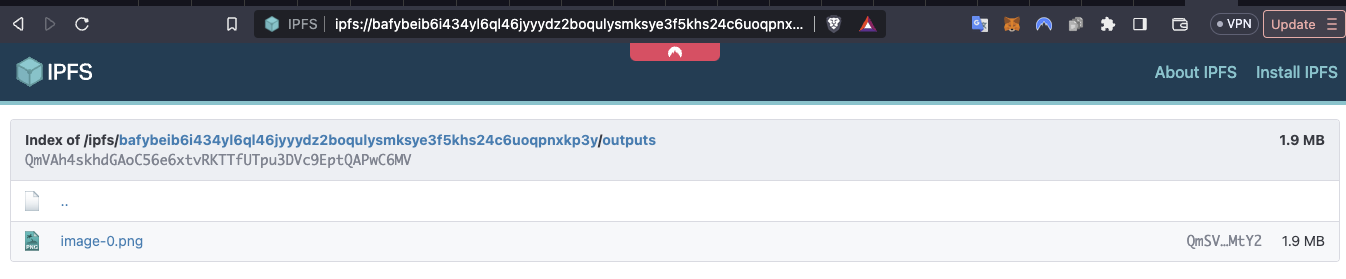 IPFS ipfs://bafybeib6i434yl6ql46jyyydz2boqulysmksye3f5khs24c6uoqpnx... VPN Update
IPFS About IPFS Install IPFS
Index of /ipfs/bafybeib6i434yl6ql46jyyydz2boqulysmksye3f5khs24c6uoqpnxkp3y/outputs 1.9 MB
QmVAh4skhdGAoC56e6xtvRKTTfUTpu3DVc9EptQAPwC6MV
..
PNG image-0.png QmSV…MtY2 1.9 MB